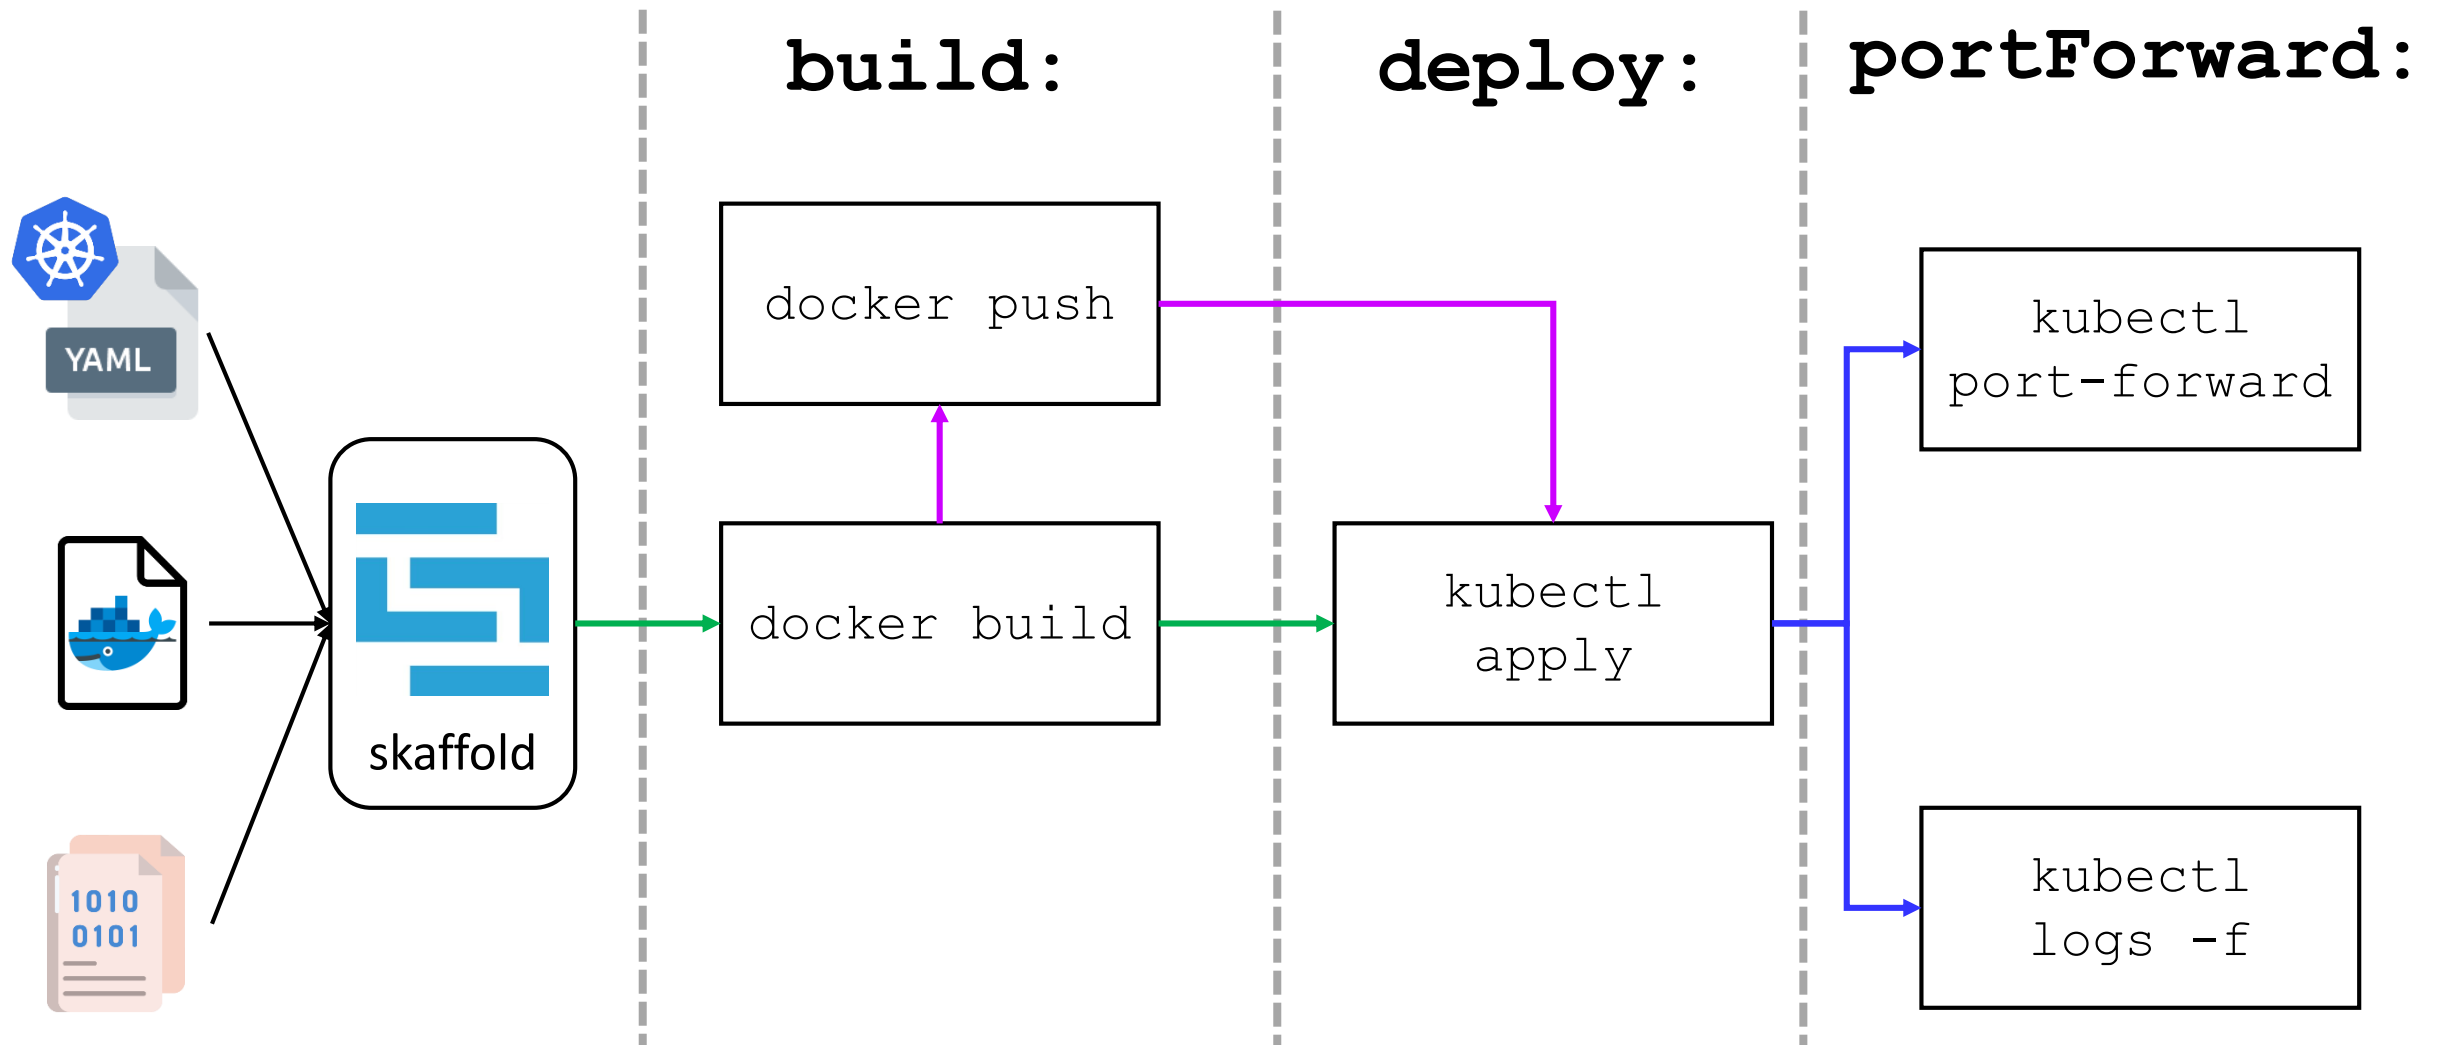 build:
deploy:
portForward:
YAML
1010
0101
skaffold
docker push
docker build
kubectl
apply
kubectl
port-forward
kubectl
logs -f